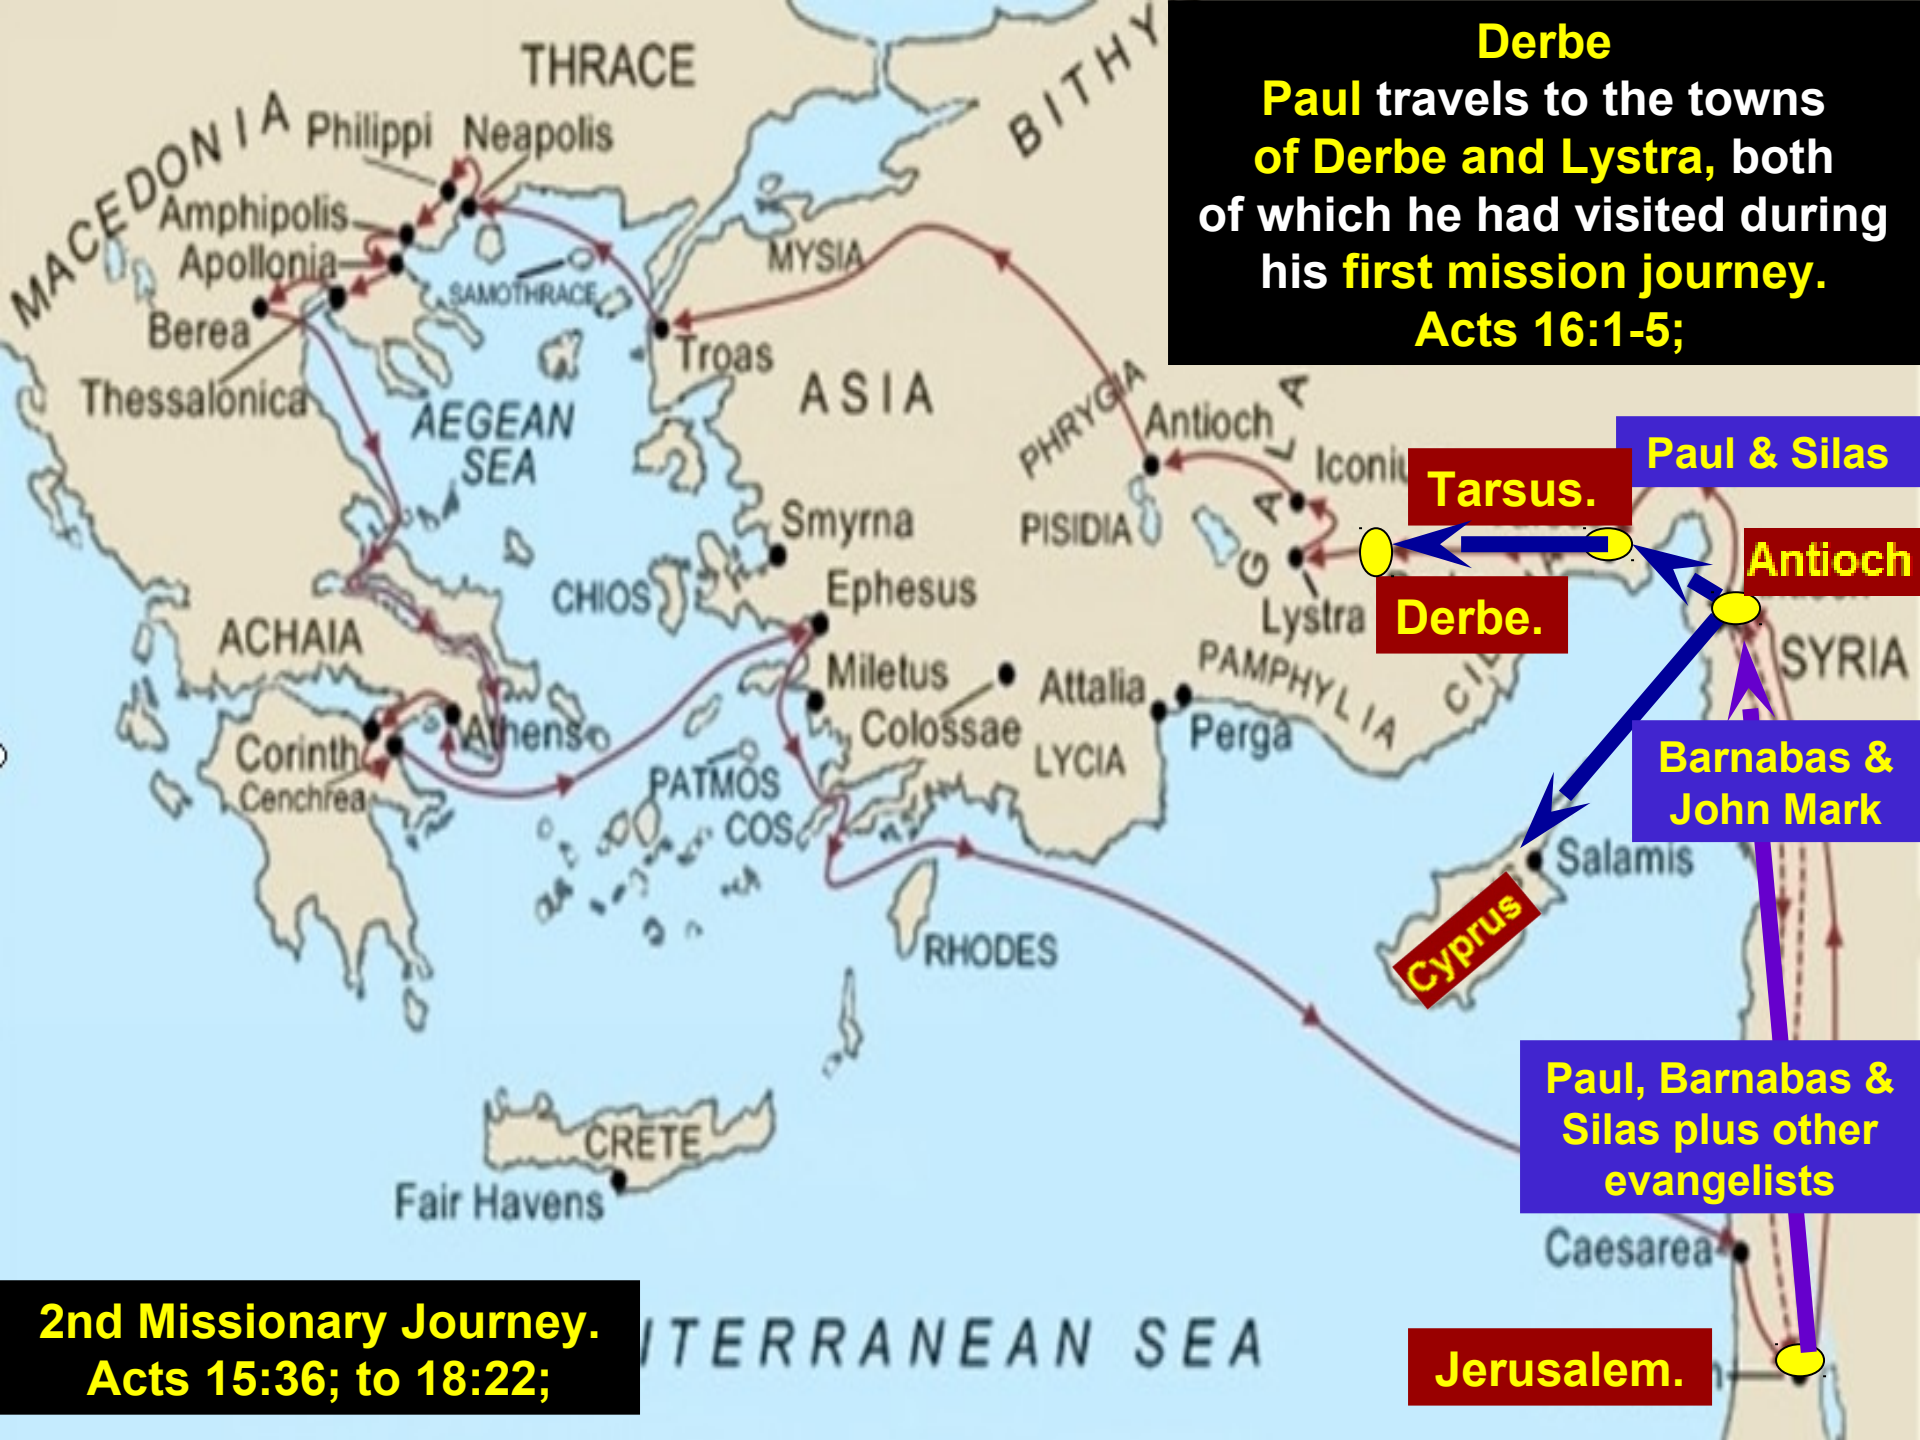 Derbe
Paul travels to the towns
of Derbe and Lystra, both
of which he had visited during
his first mission journey.
Acts 16:1-5;
THRACE
MACEDONIA
Philippi
Neapolis
Amphipolis
Apollonia
SAMOTHRACE
MYSIA
Berea
Troas
Thessalonica
ASIA
AEGEAN
SEA
PHRYGIA
Antioch
GALA
Paul & Silas
Tarsus.
Smyrna
PISIDIA
Antioch
CHIOS
Ephesus
Lystra
Derbe.
ACHAIA
SYRIA
Miletus
Attalia
PAMPHYLIA
Colossae
Perga
Athens
Corinth
Cenchrea
PATMOS
LYCIA
COS
Barnabas &
John Mark
Salamis
Cyprus
RHODES
Paul, Barnabas &
Silas plus other
evangelists
CRETE
Fair Havens
Caesarea
2nd Missionary Journey.
Acts 15:36; to 18:22;
ITERRANEAN SEA
Jerusalem.